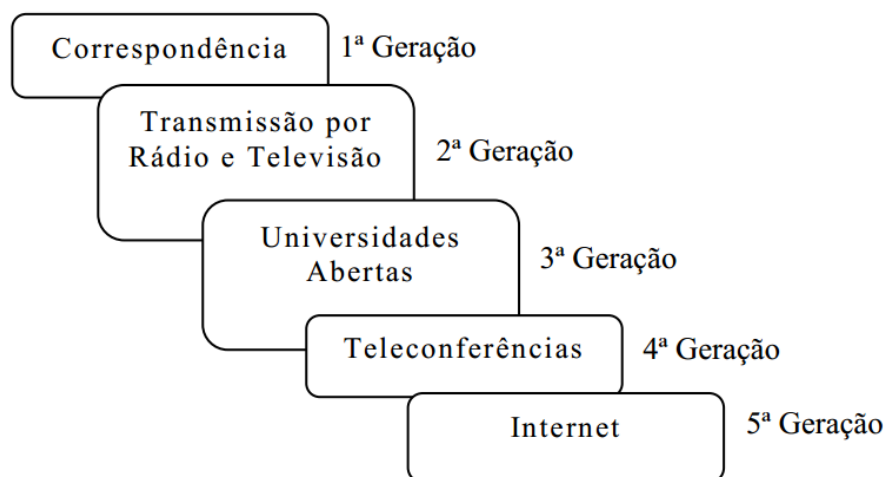 Correspondência
1ª Geração
Transmissão por
Rádio e Televisão
2ª Geração
Universidades
Abertas
3ª Geração
Teleconferências
4ª Geração
Internet
5ª Geração